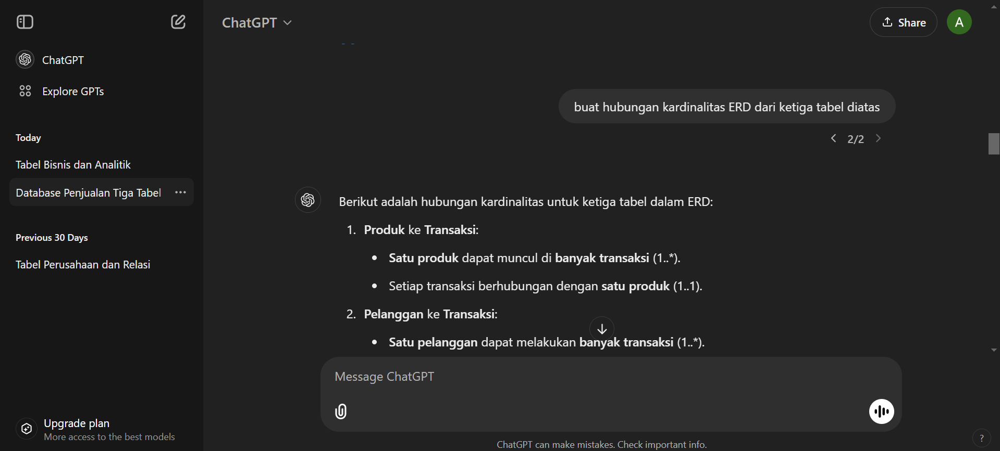 ChatGPT
Share
A
ChatGPT
Explore GPTs
buat hubungan kardinalitas ERD dari ketiga tabel diatas
2/2
Today
Tabel Bisnis dan Analitik
Database Penjualan Tiga Tabel
Previous 30 Days
Tabel Perusahaan dan Relasi
Berikut adalah hubungan kardinalitas untuk ketiga tabel dalam ERD:
1. Produk ke Transaksi:
• Satu produk dapat muncul di banyak transaksi (1..*).
• Setiap transaksi berhubungan dengan satu produk (1..1).
2. Pelanggan ke Transaksi:
• Satu pelanggan dapat melakukan banyak transaksi (1..*).
Message ChatGPT
Upgrade plan
More access to the best models
ChatGPT can make mistakes. Check important info.
?